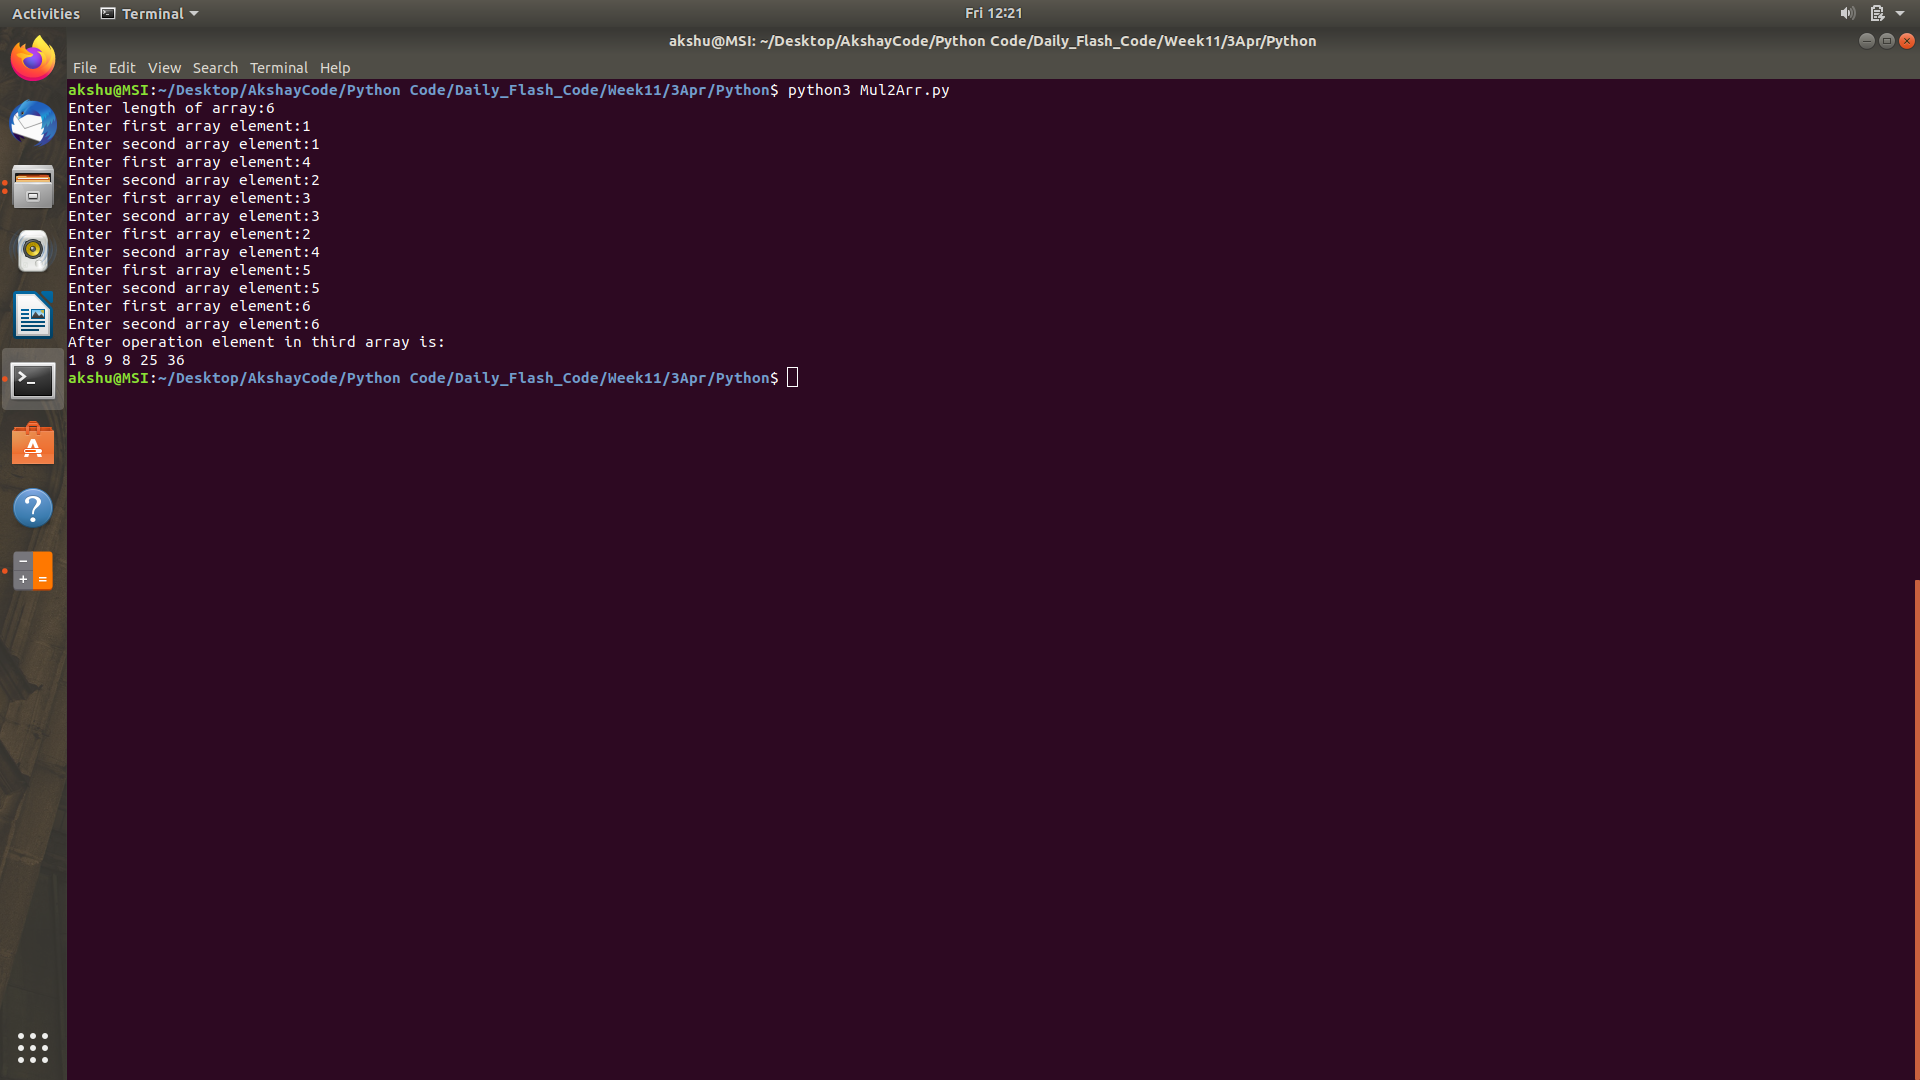 Activities Terminal Fri 12:21
akshu@MSI: ~/Desktop/AkshayCode/Python Code/Daily_Flash_Code/Week11/3Apr/Python
File Edit View Search Terminal Help
akshu@MSI:~/Desktop/AkshayCode/Python Code/Daily_Flash_Code/Week11/3Apr/Python$ python3 Mul2Arr.py
Enter length of array:6
Enter first array element:1
Enter second array element:1
Enter first array element:4
Enter second array element:2
Enter first array element:3
Enter second array element:3
Enter first array element:2
Enter second array element:4
Enter first array element:5
Enter second array element:5
Enter first array element:6
Enter second array element:6
After operation element in third array is:
1 8 9 8 25 36
akshu@MSI:~/Desktop/AkshayCode/Python Code/Daily_Flash_Code/Week11/3Apr/Python$